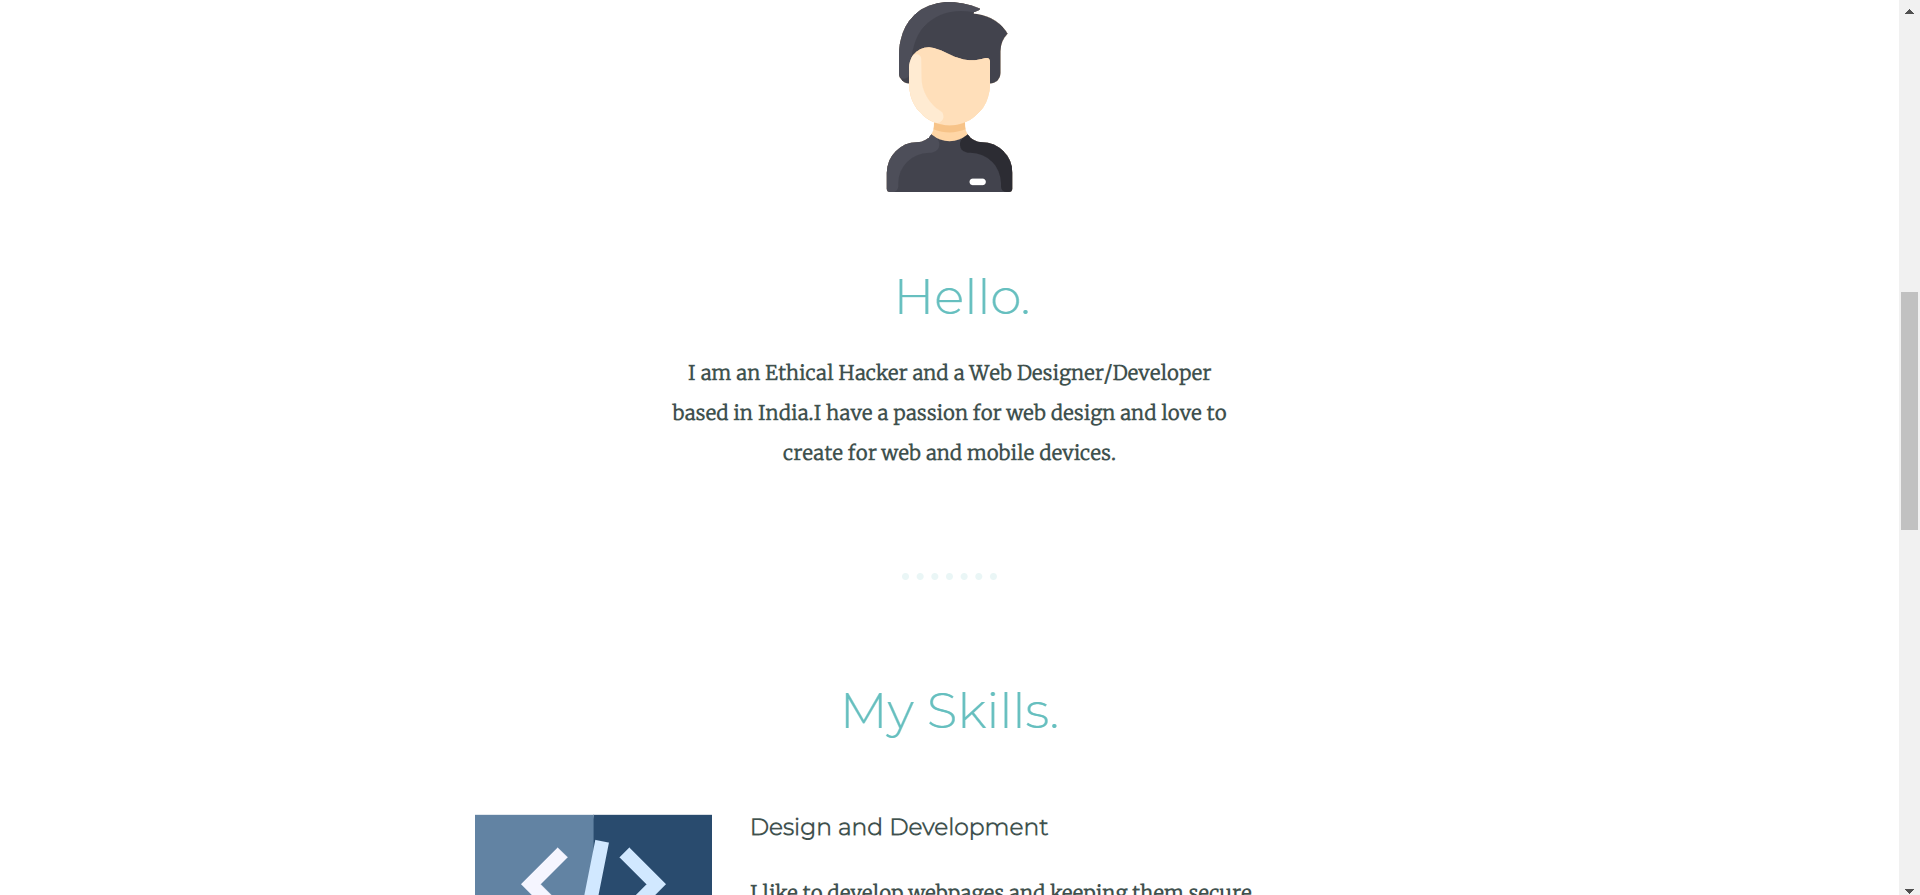 Hello.
I am an Ethical Hacker and a Web Designer/Developer
based in India.I have a passion for web design and love to
create for web and mobile devices.
My Skills.
Design and Development
I like to develop webpages and keeping them secure